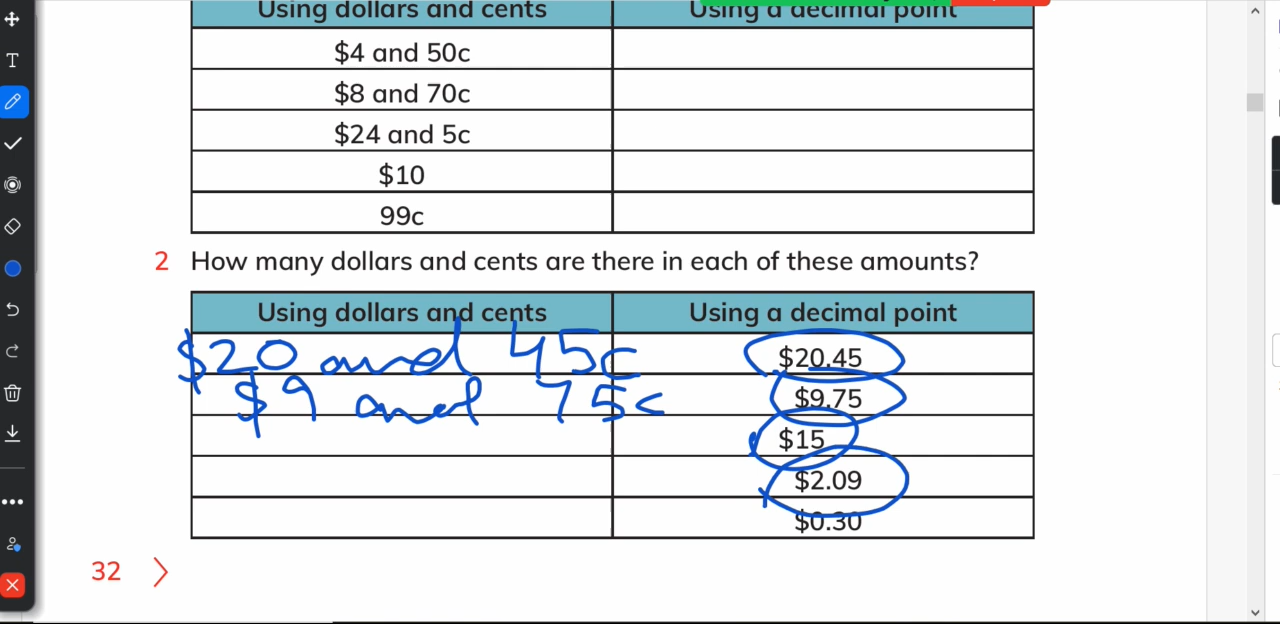 Using dollars and cents Using a decimal point
$4 and 50c
$8 and 70c
$24 and 5c
$10
99c
2 How many dollars and cents are there in each of these amounts?
Using dollars and cents Using a decimal point
$20 and 45c $20.45
$9 and 75c $9.75
$15
$2.09
$0.30
32